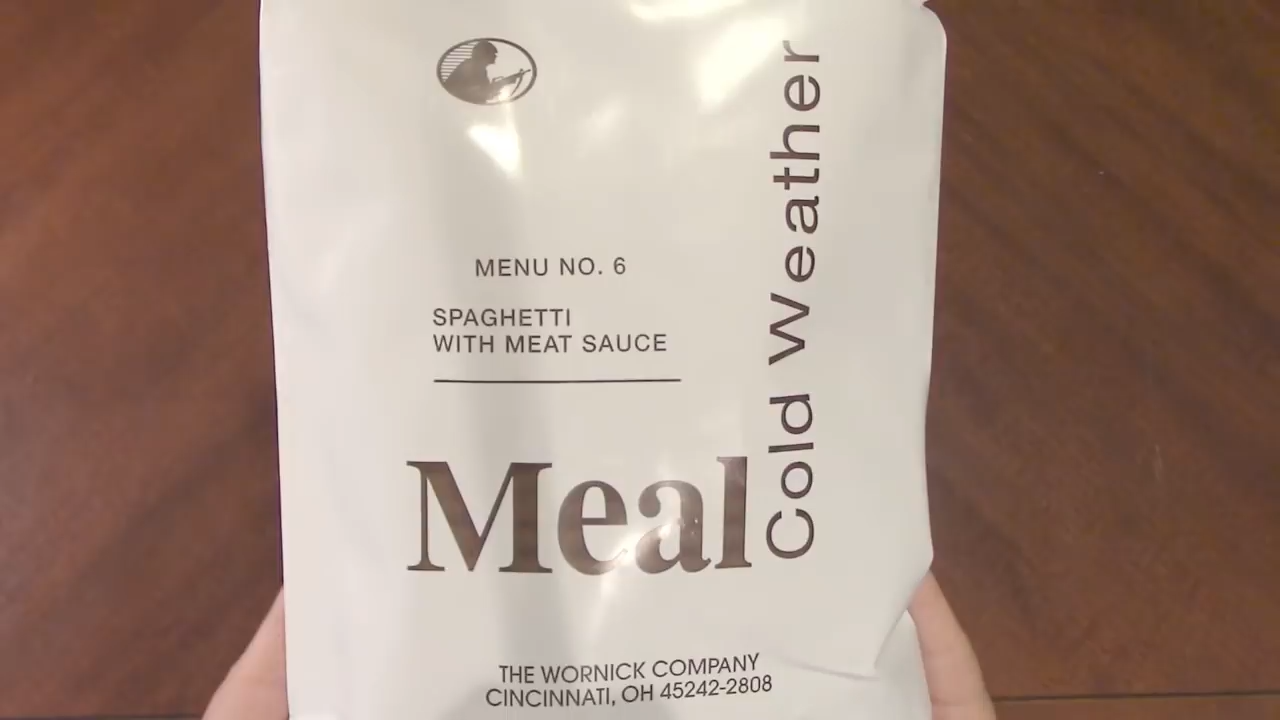 MENU NO. 6
SPAGHETTI
WITH MEAT SAUCE
Meal
Cold Weather
THE WORNICK COMPANY
CINCINNATI, OH 45242-2808